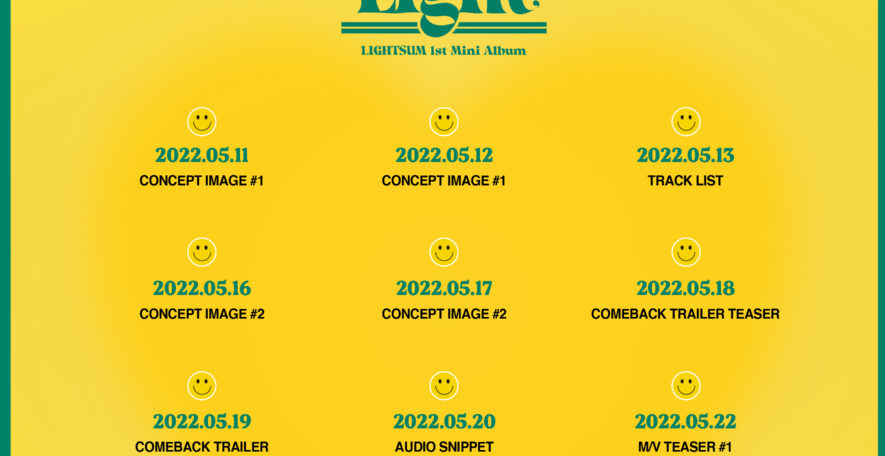 Light
LIGHTSUM 1st Mini Album
2022.05.11
CONCEPT IMAGE #1
2022.05.12
CONCEPT IMAGE #1
2022.05.13
TRACK LIST
2022.05.16
CONCEPT IMAGE #2
2022.05.17
CONCEPT IMAGE #2
2022.05.18
COMEBACK TRAILER TEASER
2022.05.19
COMEBACK TRAILER
2022.05.20
AUDIO SNIPPET
2022.05.22
M/V TEASER #1